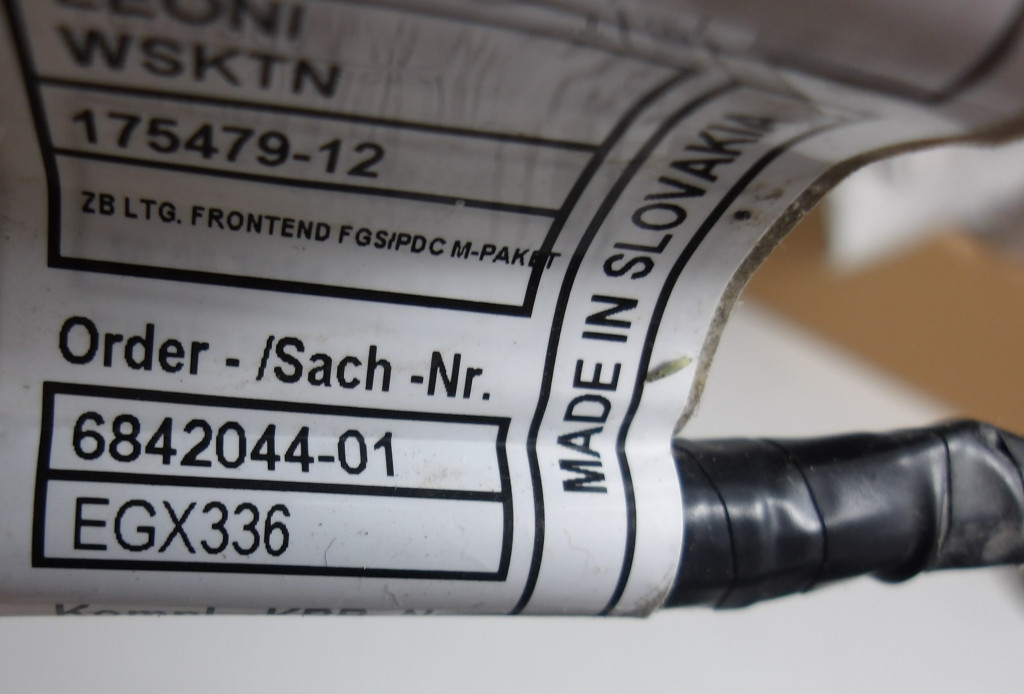 LEONI
WSKTN
175479-12
ZB LTG. FRONTEND FGS/PDC M-PAKET
Order - /Sach -Nr.
6842044-01
EGX336
MADE IN SLOVAKIA